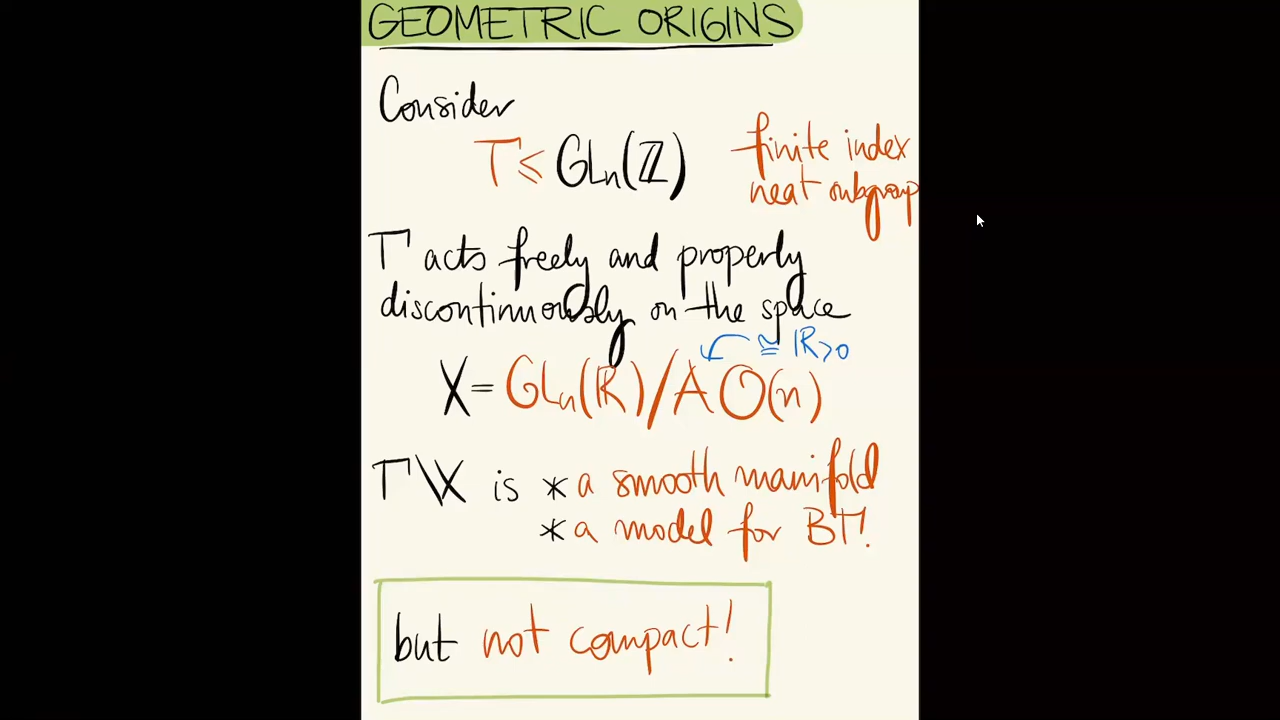 GEOMETRIC ORIGINS
Consider
Γ ≤ GLn(ℤ) finite index
neat subgroup
Γ acts freely and properly
discontinuously on the space
≅ ℝ>0
X = GLn(ℝ)/A O(n)
Γ\X is * a smooth manifold
* a model for BΓ!
but not compact!